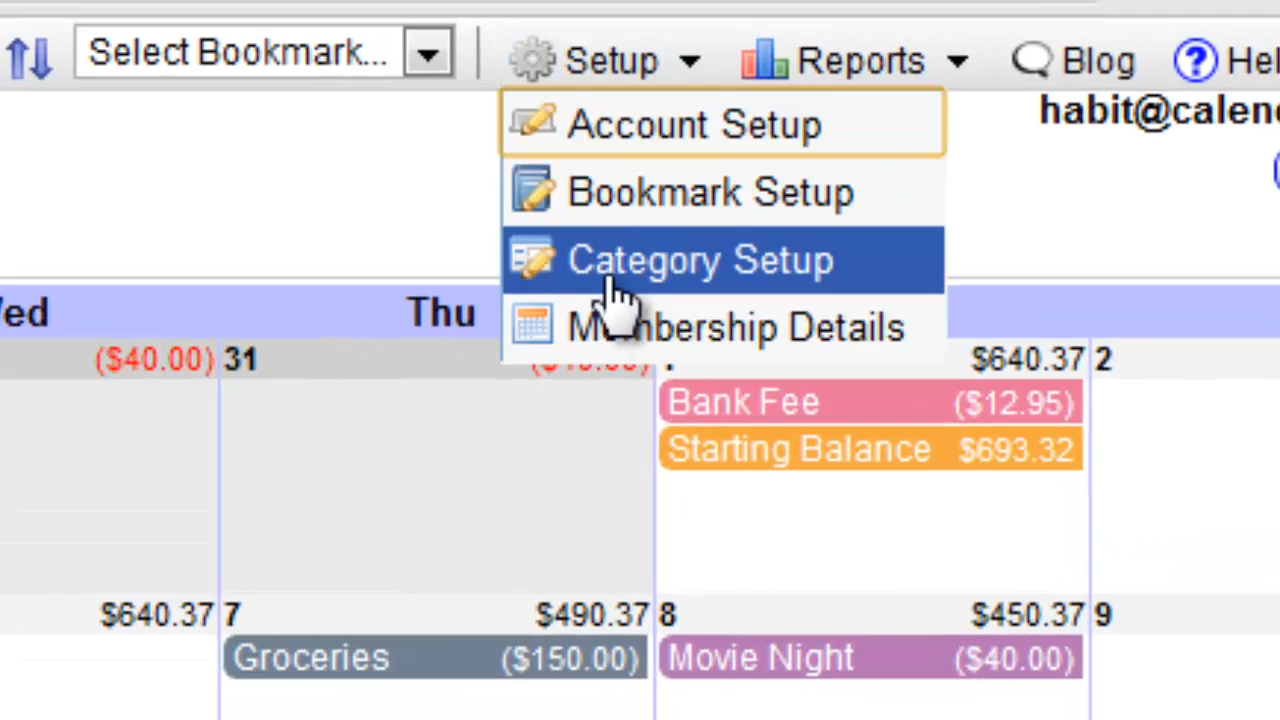 Select Bookmark... Setup Reports Blog Hel
habit@calend
Account Setup
Bookmark Setup
Category Setup
Membership Details
Wed Thu
($40.00) 31 $640.37 2
Bank Fee ($12.95)
Starting Balance $693.32
$640.37 7 $490.37 8 $450.37 9
Groceries ($150.00) Movie Night ($40.00)